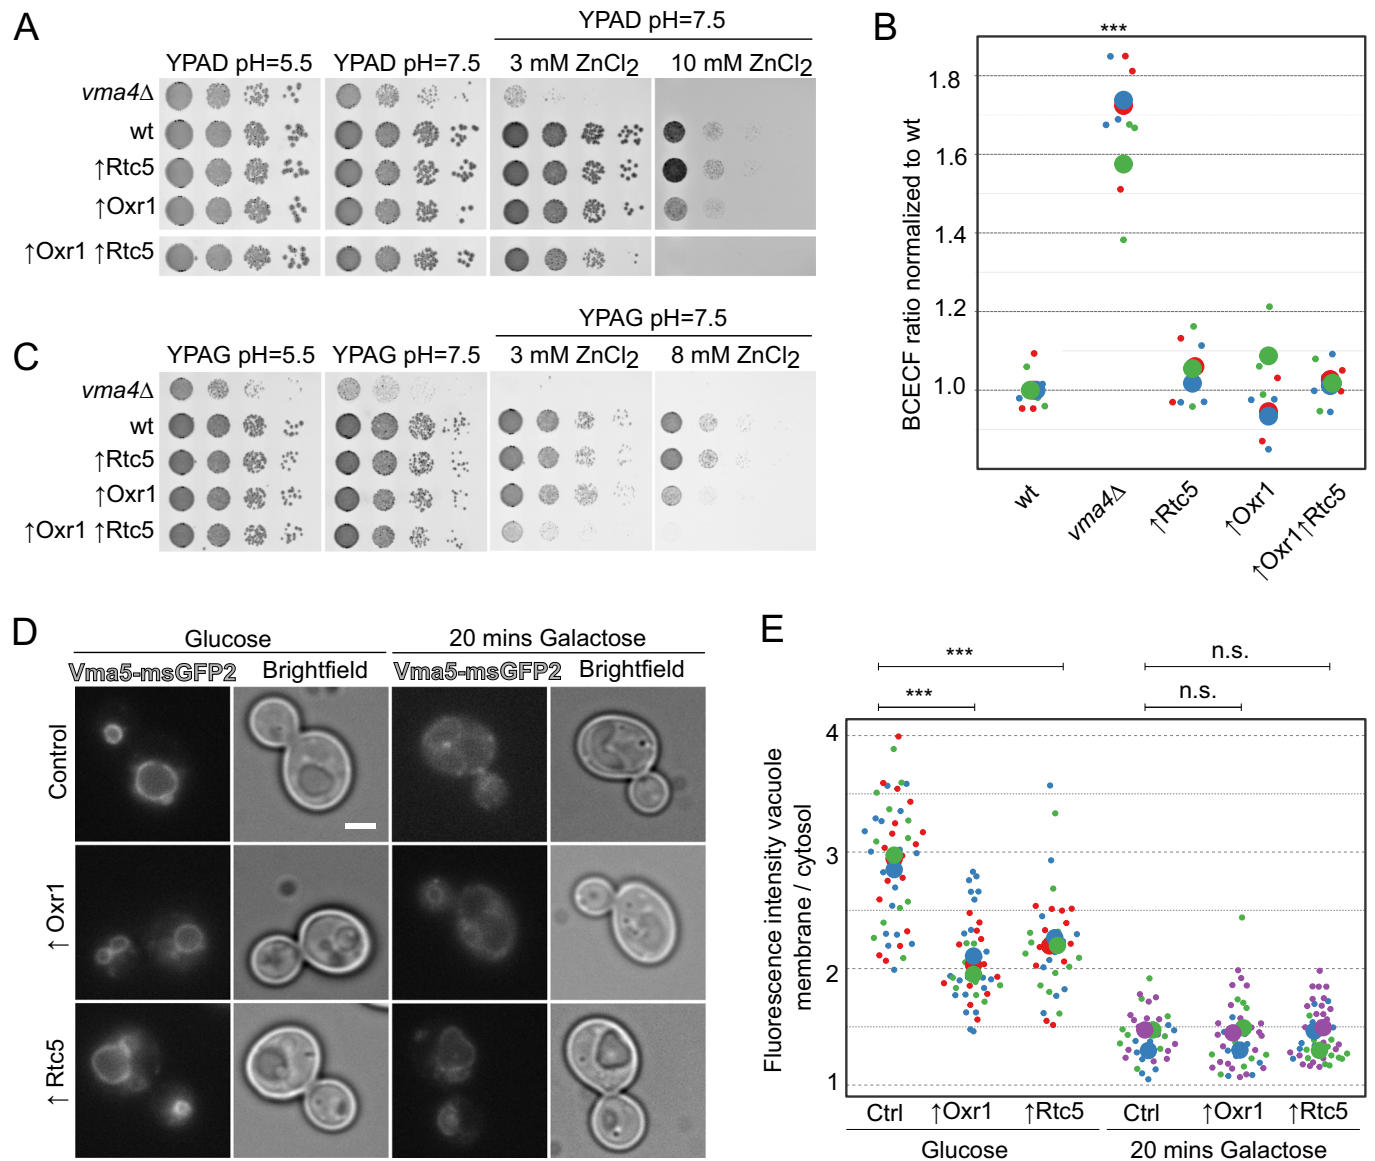 A
YPAD pH=7.5
YPAD pH=5.5 YPAD pH=7.5 3 mM ZnCl2 10 mM ZnCl2
vma4Δ
wt
↑Rtc5
↑Oxr1
↑Oxr1 ↑Rtc5
B
***
BCECF ratio normalized to wt
1.8
1.6
1.4
1.2
1.0
wt vma4Δ ↑Rtc5 ↑Oxr1 ↑Oxr1↑Rtc5
C
YPAG pH=7.5
YPAG pH=5.5 YPAG pH=7.5 3 mM ZnCl2 8 mM ZnCl2
vma4Δ
wt
↑Rtc5
↑Oxr1
↑Oxr1 ↑Rtc5
D
Glucose 20 mins Galactose
Vma5-msGFP2 Brightfield Vma5-msGFP2 Brightfield
Control
↑ Oxr1
↑ Rtc5
E
*** n.s.
*** n.s.
Fluorescence intensity vacuole
membrane / cytosol
4
3
2
1
Ctrl ↑Oxr1 ↑Rtc5 Ctrl ↑Oxr1 ↑Rtc5
Glucose 20 mins Galactose